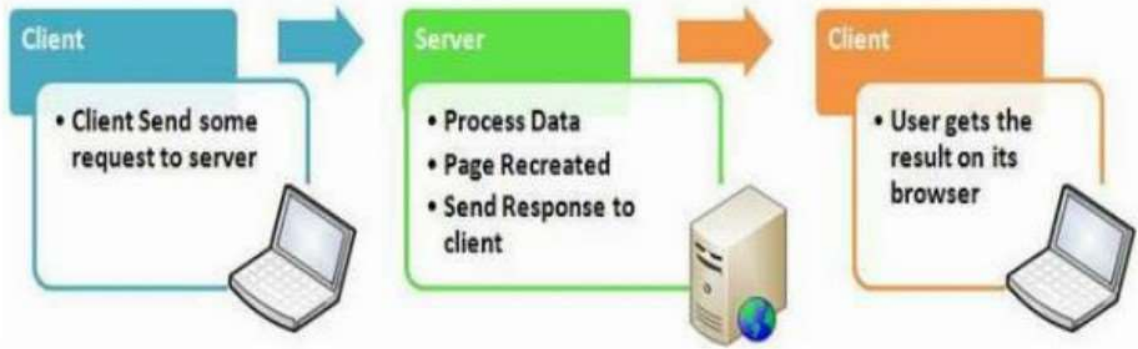 Client
• Client Send some
request to server
Server
• Process Data
• Page Recreated
• Send Response to
client
Client
• User gets the
result on its
browser